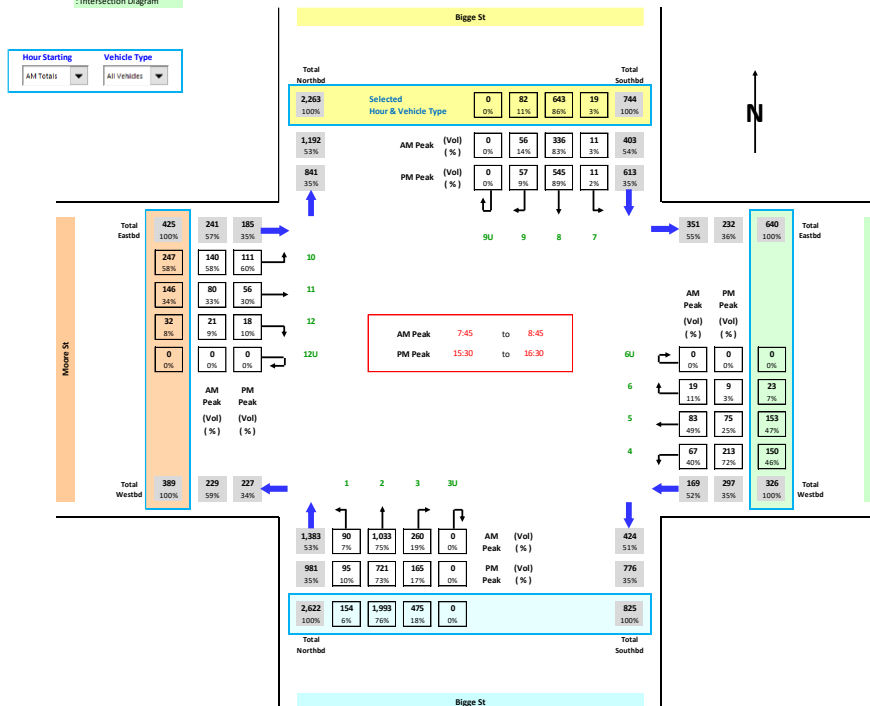 : Intersection Diagram
Bigge St
Hour Starting Vehicle Type
AM Totals All Vehicles
Total Northbd Total Southbd
2,263 Selected 0 82 643 19 744
100% Hour & Vehicle Type 0% 11% 86% 3% 100%
N
1,192 AM Peak (Vol) 0 56 336 11 403
53% ( % ) 0% 14% 83% 3% 54%
841 PM Peak (Vol) 0 57 545 11 613
35% ( % ) 0% 9% 89% 2% 35%
9U 9 8 7
Total Eastbd 425 241 185 351 232 640 
100% 57% 35% 55% 36% 100%
Total Eastbd
247 140 111 10
58% 58% 60%
146 80 56 11
34% 33% 30%
32 21 18 12
8% 9% 10%
0 0 0 12U
0% 0% 0%
AM Peak PM Peak
(Vol) (Vol)
( % ) ( % )
Moore St
AM Peak 7:45 to 8:45
PM Peak 15:30 to 16:30
AM Peak PM Peak
(Vol) (Vol)
( % ) ( % )
6U 0 0 0
0% 0% 0%
6 19 9 23
11% 3% 7%
5 83 75 153
49% 25% 47%
4 67 213 150
40% 72% 46%
Total Westbd 389 229 227 169 297 326 Total Westbd
100% 59% 34% 52% 35% 100%
1 2 3 3U
1,383 90 1,033 260 0 AM Peak (Vol) 424
53% 7% 75% 19% 0% ( % ) 51%
981 95 721 165 0 PM Peak (Vol) 776
35% 10% 73% 17% 0% ( % ) 35%
2,622 154 1,993 475 0 825
100% 6% 76% 18% 0% 100%
Total Northbd Total Southbd
Bigge St